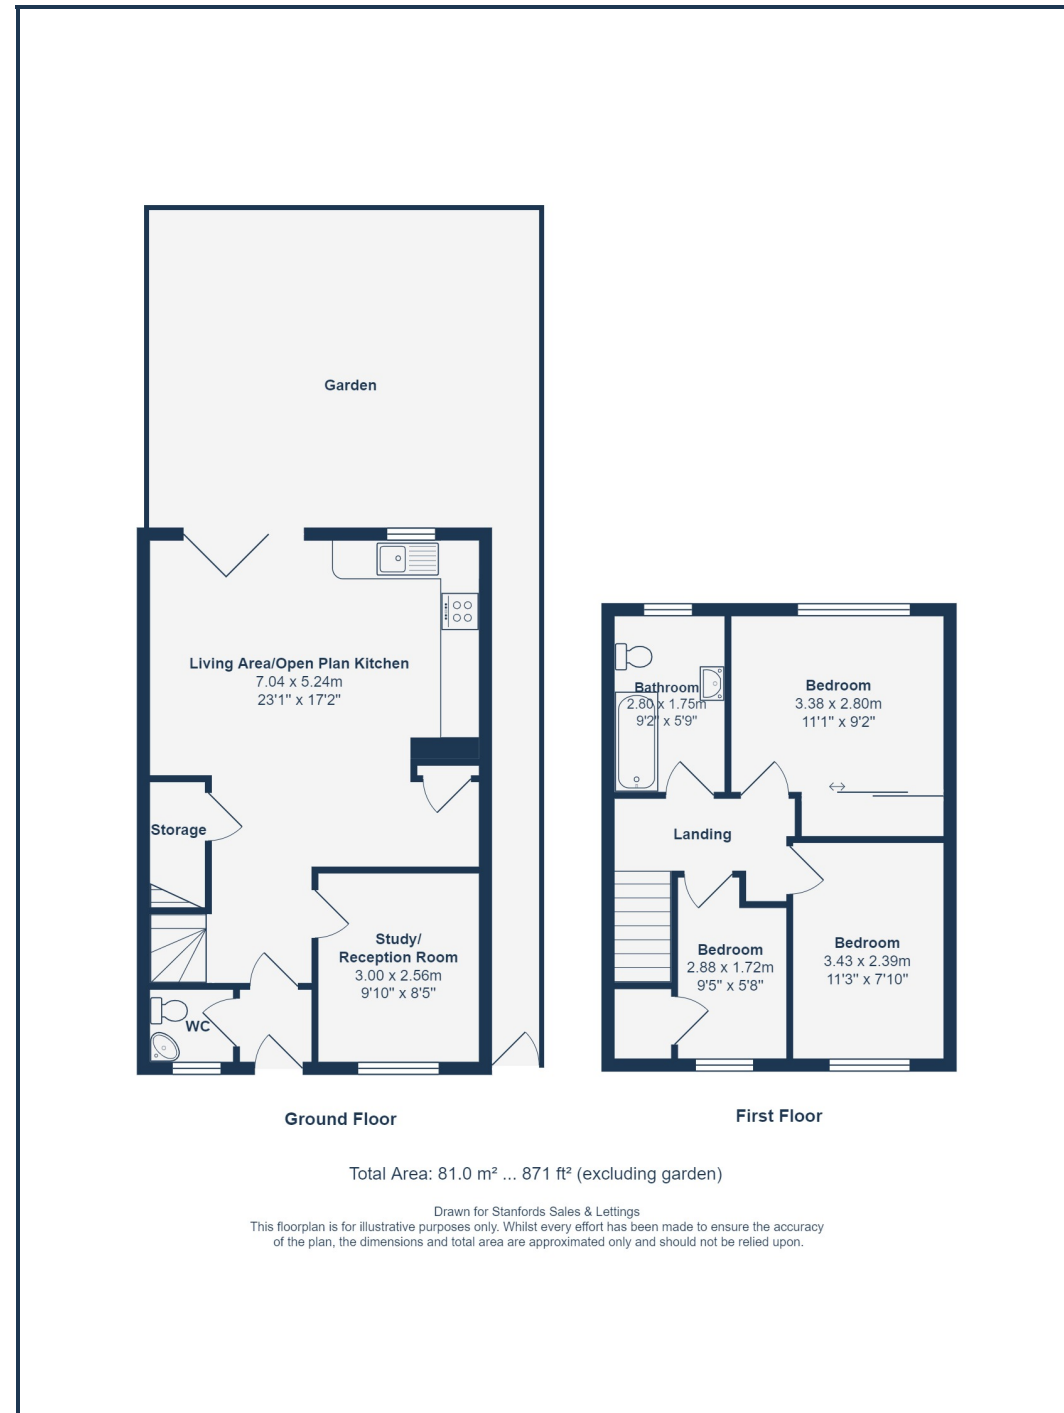 Garden
Living Area/Open Plan Kitchen
7.04 x 5.24m
23'1" x 17'2"
Storage
Study/
Reception Room
3.00 x 2.56m
9'10" x 8'5"
WC
Ground Floor
Bathroom
2.80 x 1.75m
9'2" x 5'9"
Bedroom
3.38 x 2.80m
11'1" x 9'2"
Landing
Bedroom
2.88 x 1.72m
9'5" x 5'8"
Bedroom
3.43 x 2.39m
11'3" x 7'10"
First Floor
Total Area: 81.0 m² ... 871 ft² (excluding garden)
Drawn for Stanfords Sales & Lettings
This floorplan is for illustrative purposes only. Whilst every effort has been made to ensure the accuracy
of the plan, the dimensions and total area are approximated only and should not be relied upon.